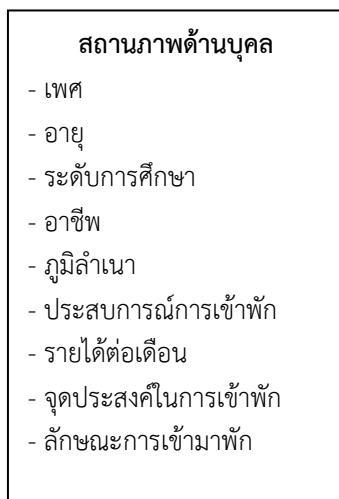 สถานภาพด้านบุคล
- เพศ
- อายุ
- ระดับการศึกษา
- อาชีพ
- ภูมิลำเนา
- ประสบการณ์การเข้าพัก
- รายได้ต่อเดือน
- จุดประสงค์ในการเข้าพัก
- ลักษณะการเข้ามาพัก